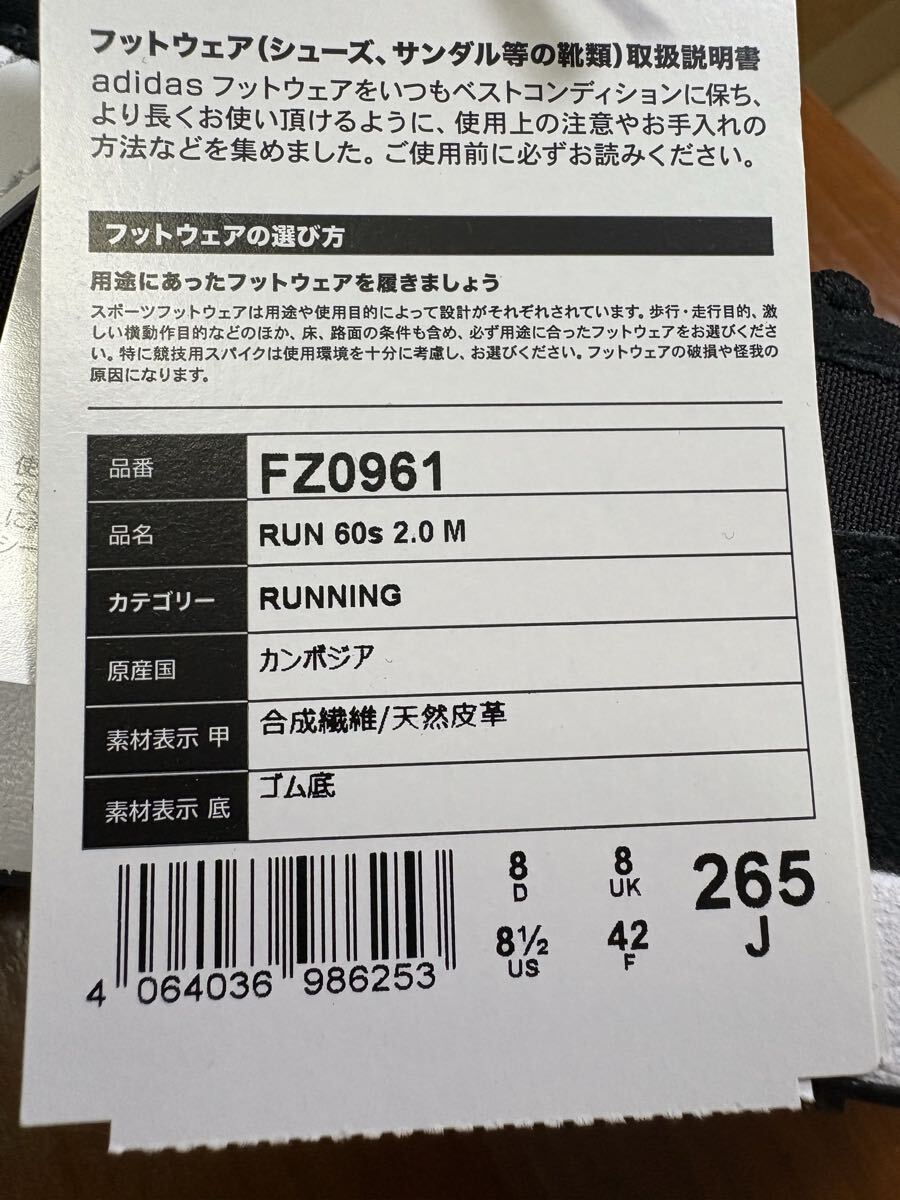 フットウェア(シューズ、サンダル等の靴類)取扱説明書
adidas フットウェアをいつもベストコンディションに保ち、
より長くお使い頂けるように、使用上の注意やお手入れの
方法などを集めました。ご使用前に必ずお読みください。
フットウェアの選び方
用途にあったフットウェアを履きましょう
スポーツフットウェアは用途や使用目的によって設計がそれぞれされています。歩行・走行目的、激
しい横動作目的などのほか、床、路面の条件も含め、必ず用途に合ったフットウェアをお選びくださ
い。特に競技用スパイクは使用環境を十分に考慮し、お選びください。フットウェアの破損や怪我の
原因になります。
品番 FZ0961
品名 RUN 60s 2.0 M
カテゴリー RUNNING
原産国 カンボジア
素材表示 甲 合成繊維/天然皮革
素材表示 底 ゴム底
8 8 265
D UK J
8½ 42
US F
4 064036 986253